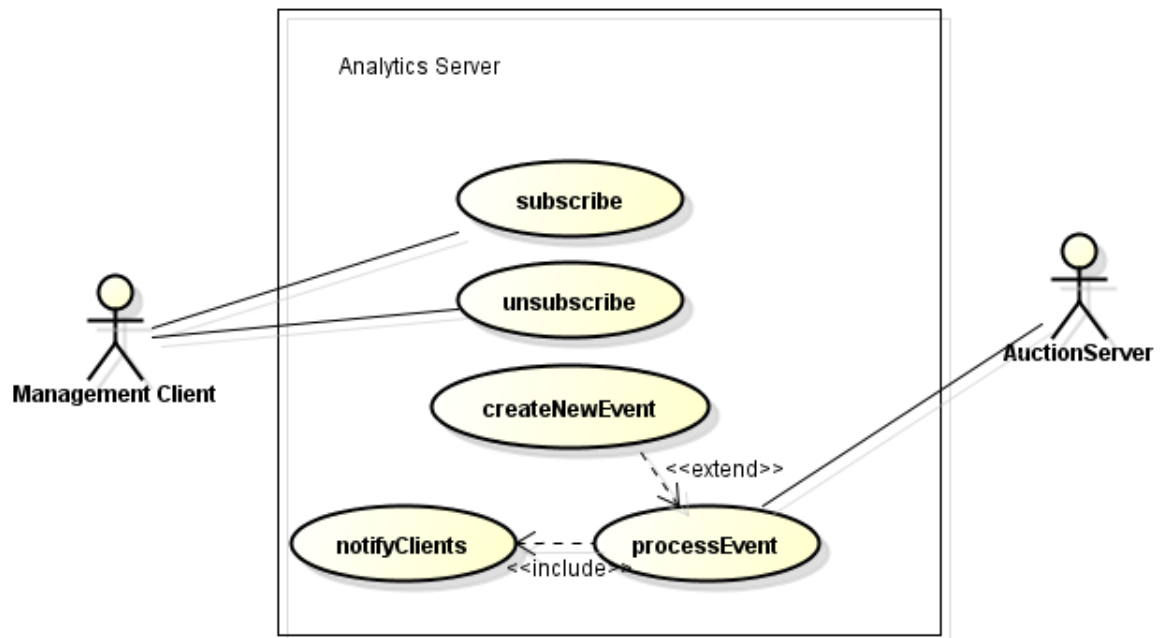 Analytics Server
subscribe
unsubscribe
Management Client
AuctionServer
createNewEvent
<<extend>>
notifyClients
processEvent
<<include>>